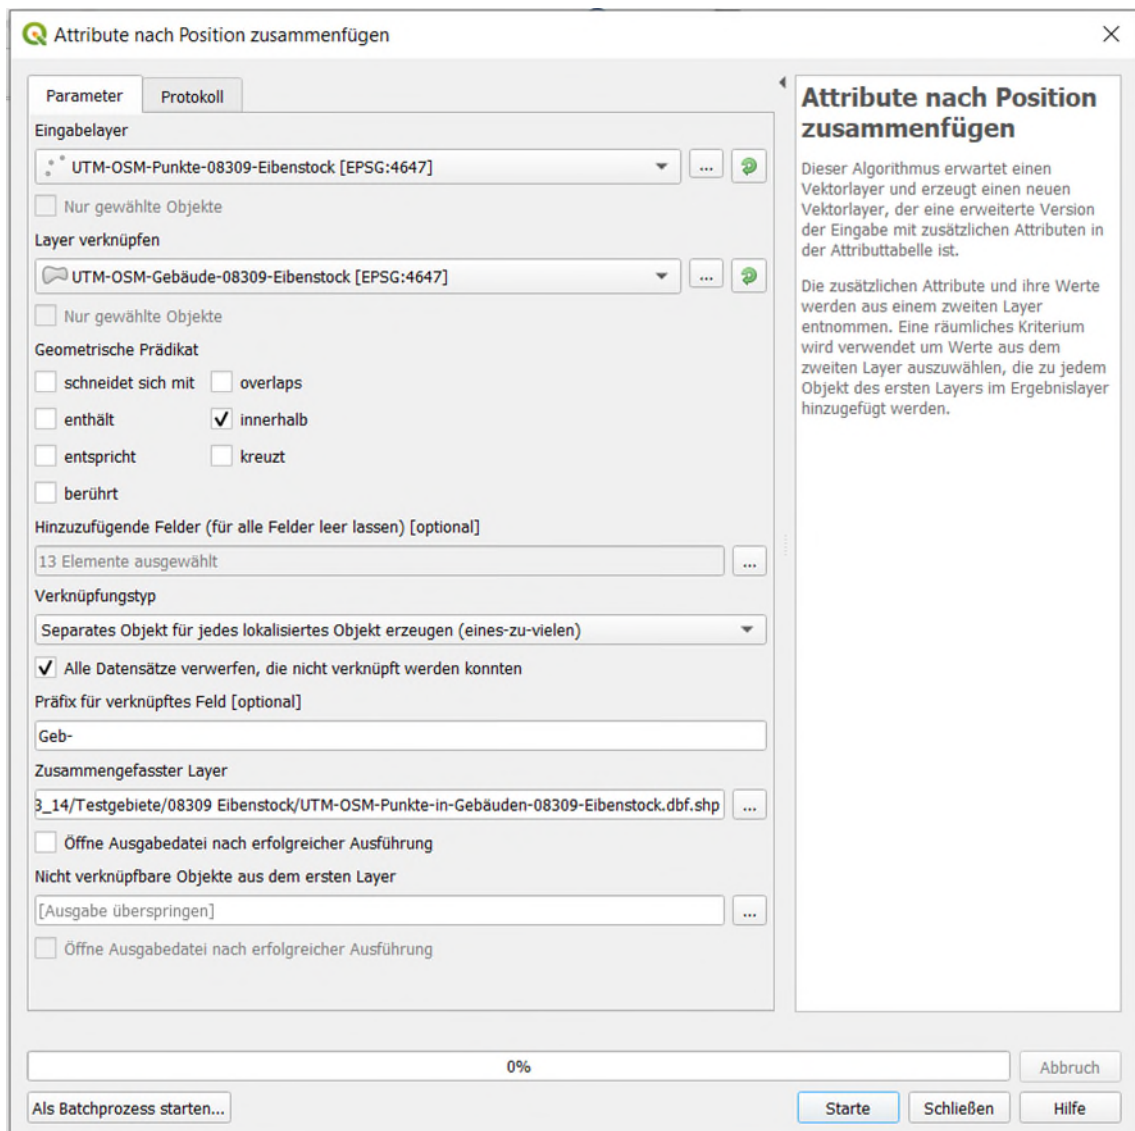 Attribute nach Position zusammenfügen
Parameter
Protokoll
Eingabelayer
UTM-OSM-Punkte-08309-Eibenstock [EPSG:4647]
...
Nur gewählte Objekte
Layer verknüpfen
UTM-OSM-Gebäude-08309-Eibenstock [EPSG:4647]
...
Nur gewählte Objekte
Geometrische Prädikat
schneidet sich mit
overlaps
enthält
innerhalb
entspricht
kreuzt
berührt
Hinzuzufügende Felder (für alle Felder leer lassen) [optional]
13 Elemente ausgewählt
...
Verknüpfungstyp
Separates Objekt für jedes lokalisiertes Objekt erzeugen (eines-zu-vielen)
Alle Datensätze verwerfen, die nicht verknüpft werden konnten
Präfix für verknüpftes Feld [optional]
Geb-
Zusammengefasster Layer
3_14/Testgebiete/08309 Eibenstock/UTM-OSM-Punkte-in-Gebäuden-08309-Eibenstock.dbf.shp
...
Öffne Ausgabedatei nach erfolgreicher Ausführung
Nicht verknüpfbare Objekte aus dem ersten Layer
[Ausgabe überspringen]
...
Öffne Ausgabedatei nach erfolgreicher Ausführung
Attribute nach Position
zusammenfügen
Dieser Algorithmus erwartet einen
Vektorlayer und erzeugt einen neuen
Vektorlayer, der eine erweiterte Version
der Eingabe mit zusätzlichen Attributen in
der Attributtabelle ist.
Die zusätzlichen Attribute und ihre Werte
werden aus einem zweiten Layer
entnommen. Eine räumliches Kriterium
wird verwendet um Werte aus dem
zweiten Layer auszuwählen, die zu jedem
Objekt des ersten Layers im Ergebnislayer
hinzugefügt werden.
0%
Abbruch
Als Batchprozess starten...
Starte
Schließen
Hilfe